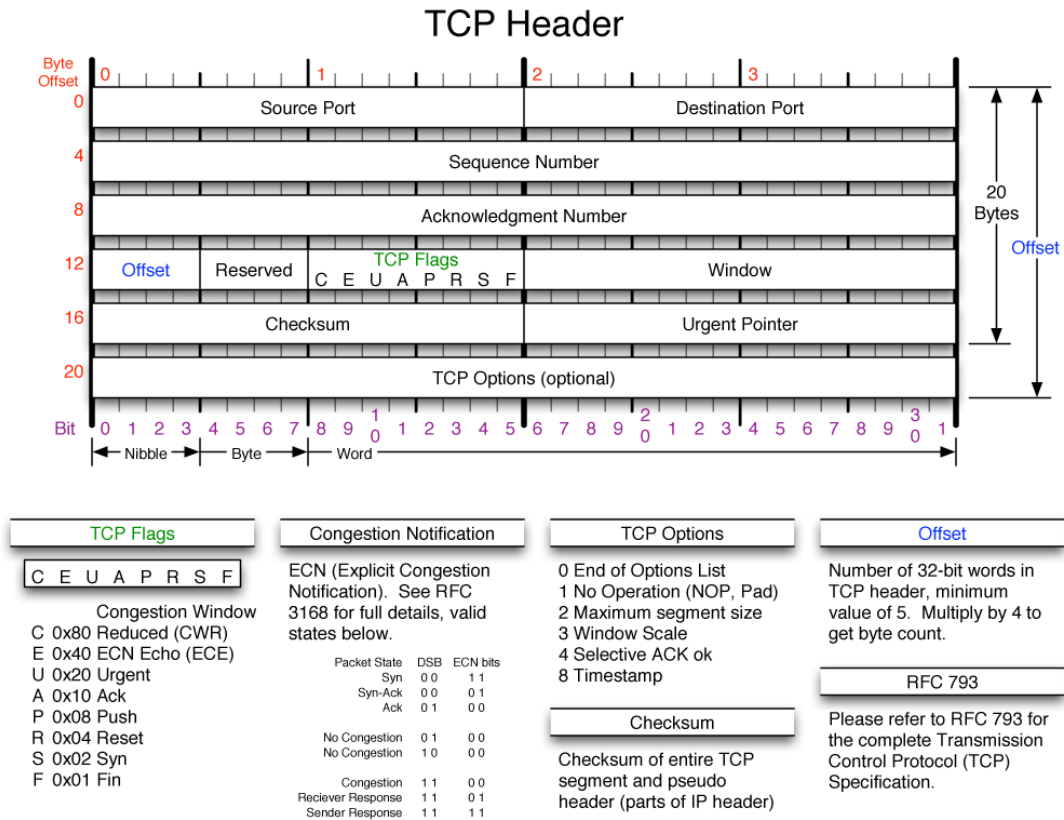 TCP Header
Byte
Offset
0 1 2 3
0 Source Port Destination Port
4 Sequence Number
8 Acknowledgment Number
20
Bytes
Offset
12 Offset Reserved TCP Flags Window
C E U A P R S F
16 Checksum Urgent Pointer
20 TCP Options (optional)
Bit 0 1 2 3 4 5 6 7 8 9 1 0 1 2 3 4 5 6 7 8 9 2 0 1 2 3 4 5 6 7 8 9 3 0 1
Nibble Byte Word
TCP Flags
C E U A P R S F
Congestion Window
C 0x80 Reduced (CWR)
E 0x40 ECN Echo (ECE)
U 0x20 Urgent
A 0x10 Ack
P 0x08 Push
R 0x04 Reset
S 0x02 Syn
F 0x01 Fin
Congestion Notification
ECN (Explicit Congestion
Notification). See RFC
3168 for full details, valid
states below.
Packet State DSB ECN bits
Syn 0 0 1 1
Syn-Ack 0 0 0 1
Ack 0 1 0 0
No Congestion 0 1 0 0
No Congestion 1 0 0 0
Congestion 1 1 0 0
Reciever Response 1 1 0 1
Sender Response 1 1 1 1
TCP Options
0 End of Options List
1 No Operation (NOP, Pad)
2 Maximum segment size
3 Window Scale
4 Selective ACK ok
8 Timestamp
Checksum
Checksum of entire TCP
segment and pseudo
header (parts of IP header)
Offset
Number of 32-bit words in
TCP header, minimum
value of 5. Multiply by 4 to
get byte count.
RFC 793
Please refer to RFC 793 for
the complete Transmission
Control Protocol (TCP)
Specification.